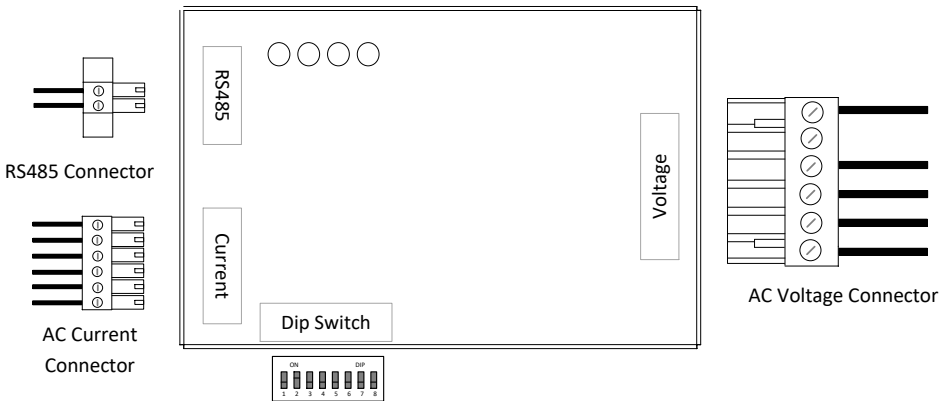 RS485
RS485 Connector
Voltage
Current
AC Voltage Connector
Dip Switch
AC Current
Connector
ON DIP
1 2 3 4 5 6 7 8